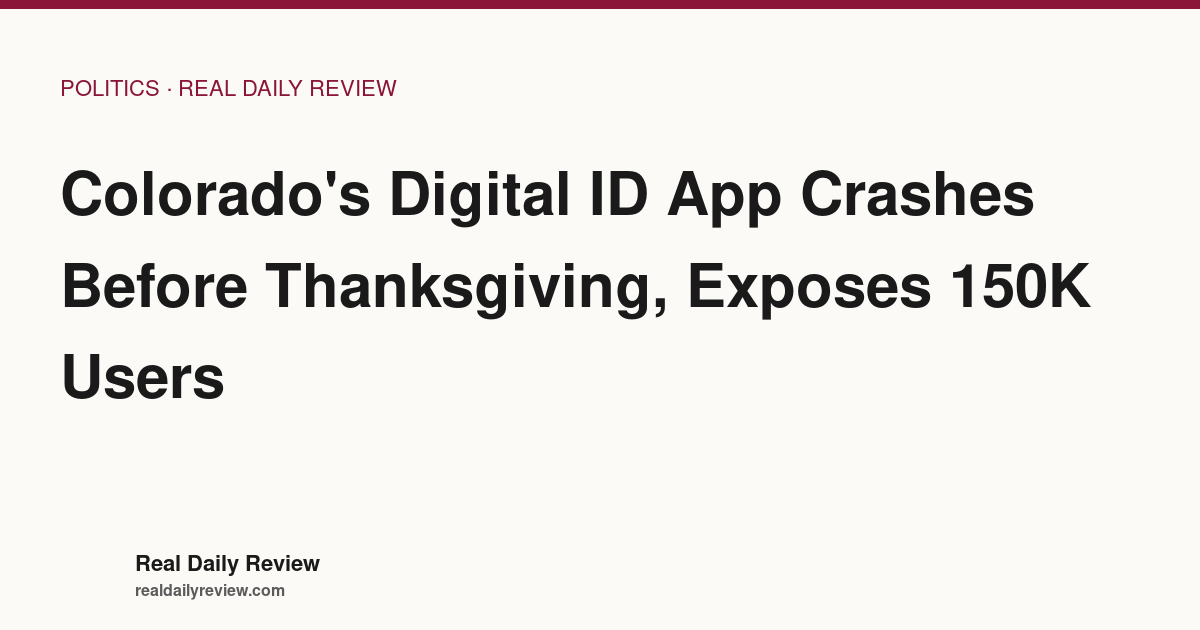 POLITICS · REAL DAILY REVIEW
Colorado's Digital ID App Crashes
Before Thanksgiving, Exposes 150K
Users
Real Daily Review
realdailyreview.com